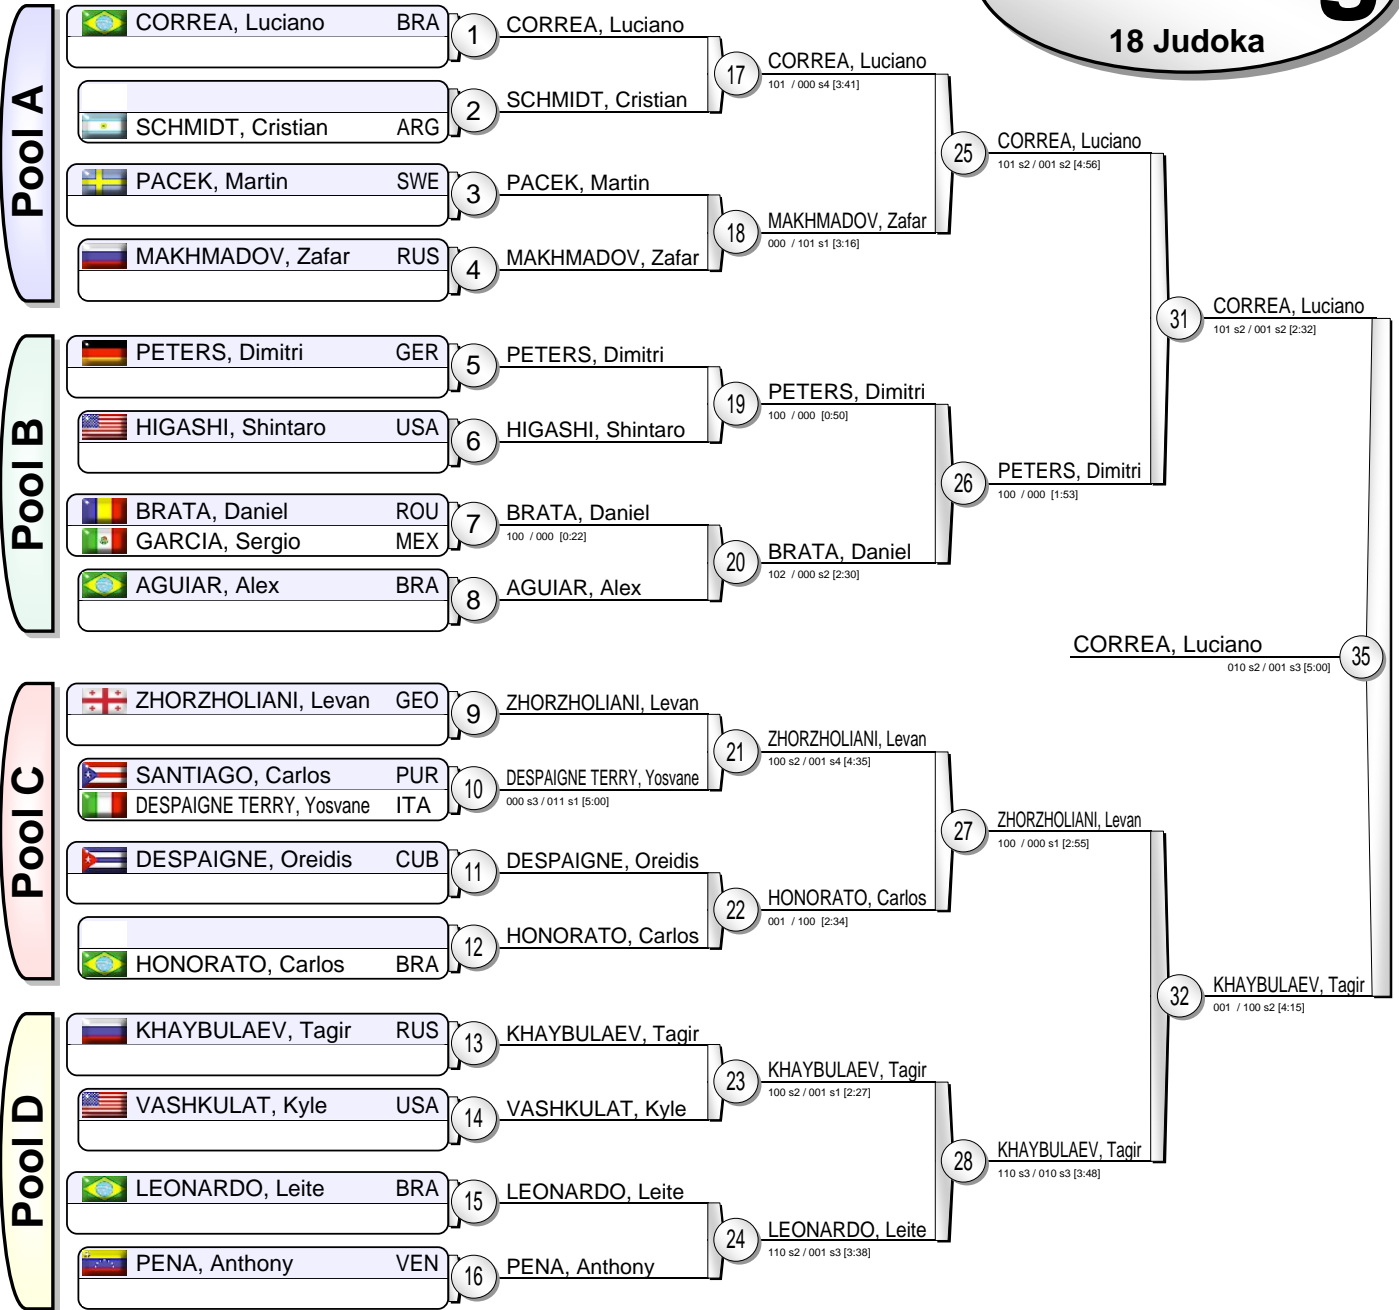 18 Judoka
Pool A
CORREA, Luciano BRA
1
CORREA, Luciano
2
SCHMIDT, Cristian ARG
SCHMIDT, Cristian
17
CORREA, Luciano
101 / 000 s4 [3:41]
PACEK, Martin SWE
3
PACEK, Martin
MAKHMADOV, Zafar RUS
4
MAKHMADOV, Zafar
18
MAKHMADOV, Zafar
000 / 101 s1 [3:16]
25
CORREA, Luciano
101 s2 / 001 s2 [4:56]
Pool B
PETERS, Dimitri GER
5
PETERS, Dimitri
HIGASHI, Shintaro USA
6
HIGASHI, Shintaro
19
PETERS, Dimitri
100 / 000 [0:50]
BRATA, Daniel ROU
GARCIA, Sergio MEX
7
BRATA, Daniel
100 / 000 [0:22]
AGUIAR, Alex BRA
8
AGUIAR, Alex
20
BRATA, Daniel
102 / 000 s2 [2:30]
26
PETERS, Dimitri
100 / 000 [1:53]
31
CORREA, Luciano
101 s2 / 001 s2 [2:32]
CORREA, Luciano
010 s2 / 001 s3 [5:00]
35
Pool C
ZHORZHOLIANI, Levan GEO
9
ZHORZHOLIANI, Levan
SANTIAGO, Carlos PUR
DESPAIGNE TERRY, Yosvane ITA
10
DESPAIGNE TERRY, Yosvane
000 s3 / 011 s1 [5:00]
21
ZHORZHOLIANI, Levan
100 s2 / 001 s4 [4:35]
DESPAIGNE, Oreidis CUB
11
DESPAIGNE, Oreidis
HONORATO, Carlos BRA
12
HONORATO, Carlos
22
HONORATO, Carlos
001 / 100 [2:34]
27
ZHORZHOLIANI, Levan
100 / 000 s1 [2:55]
Pool D
KHAYBULAEV, Tagir RUS
13
KHAYBULAEV, Tagir
VASHKULAT, Kyle USA
14
VASHKULAT, Kyle
23
KHAYBULAEV, Tagir
100 s2 / 001 s1 [2:27]
LEONARDO, Leite BRA
15
LEONARDO, Leite
PENA, Anthony VEN
16
PENA, Anthony
24
LEONARDO, Leite
110 s2 / 001 s3 [3:38]
28
KHAYBULAEV, Tagir
110 s3 / 010 s3 [3:48]
32
KHAYBULAEV, Tagir
001 / 100 s2 [4:15]